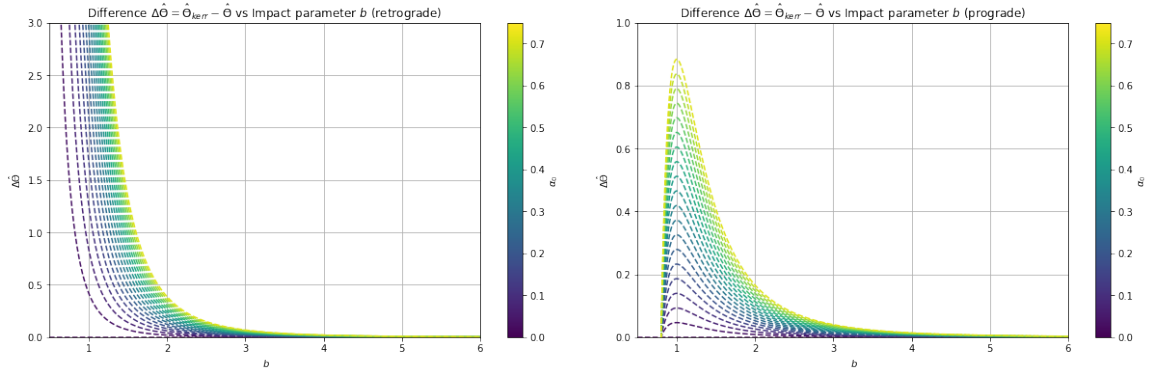 Difference ΔΘ̂ = Θ̂kerr − Θ̂ vs Impact parameter b (retrograde)
3.0
2.5
2.0
1.5
1.0
0.5
0.0
ΔΘ̂
1 2 3 4 5 6
b
0.7
0.6
0.5
0.4
0.3
0.2
0.1
0.0
α₀
Difference ΔΘ̂ = Θ̂kerr − Θ̂ vs Impact parameter b (prograde)
1.0
0.8
0.6
0.4
0.2
0.0
ΔΘ̂
1 2 3 4 5 6
b
0.7
0.6
0.5
0.4
0.3
0.2
0.1
0.0
α₀